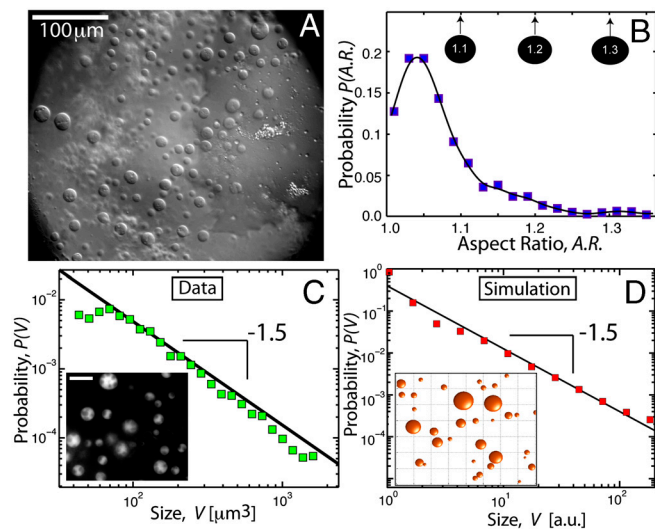 100μm
A
B
1.1
1.2
1.3
0.2
0.15
0.1
0.05
0.0
1.0
1.1
1.2
1.3
Probability P(A.R.)
Aspect Ratio, A.R.
C
Data
-1.5
10⁻²
10⁻³
10⁻⁴
10²
10³
Probability, P(V)
Size, V [μm³]
D
Simulation
-1.5
10⁰
10⁻¹
10⁻²
10⁻³
10⁻⁴
10⁰
10¹
10²
Probability, P(V)
Size, V [a.u.]